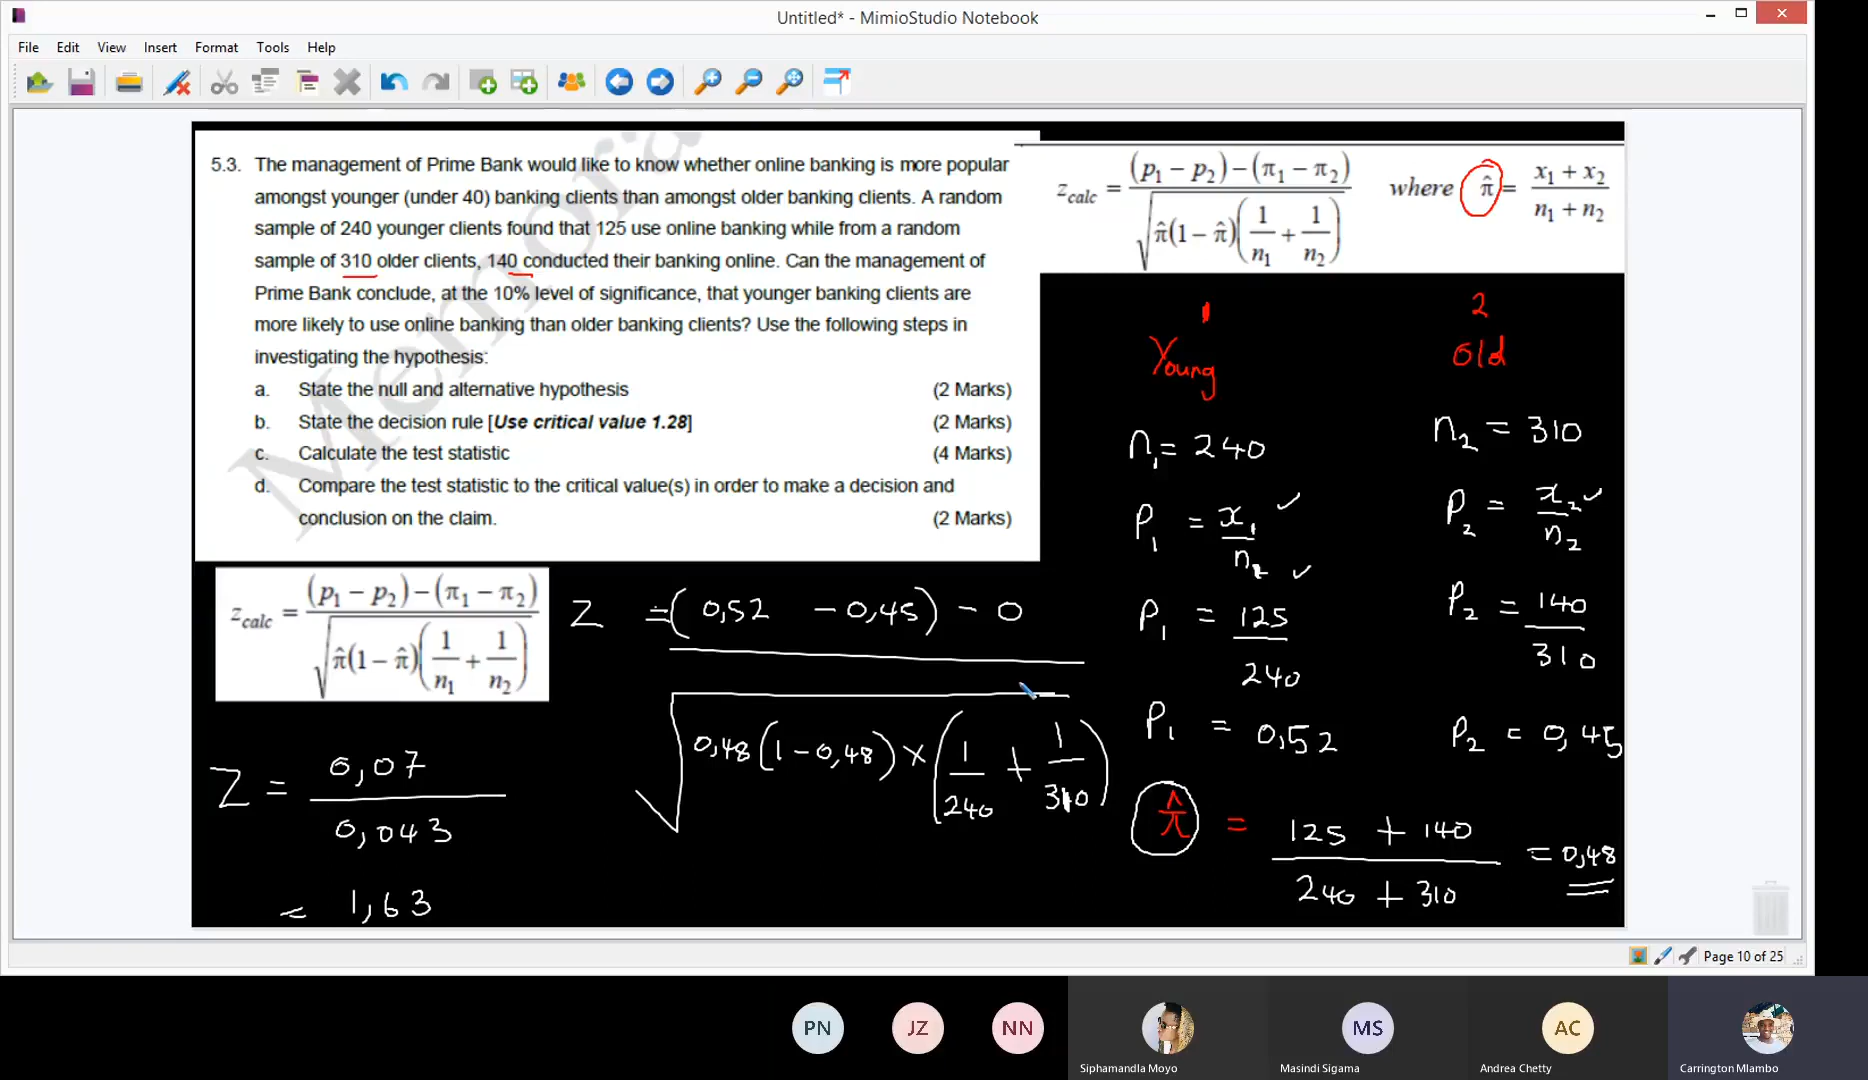 Untitled* - MimioStudio Notebook
File Edit View Insert Format Tools Help
5.3. The management of Prime Bank would like to know whether online banking is more popular
amongst younger (under 40) banking clients than amongst older banking clients. A random
sample of 240 younger clients found that 125 use online banking while from a random
sample of 310 older clients, 140 conducted their banking online. Can the management of
Prime Bank conclude, at the 10% level of significance, that younger banking clients are
more likely to use online banking than older banking clients? Use the following steps in
investigating the hypothesis:
a. State the null and alternative hypothesis (2 Marks)
b. State the decision rule [Use critical value 1.28] (2 Marks)
c. Calculate the test statistic (4 Marks)
d. Compare the test statistic to the critical value(s) in order to make a decision and
conclusion on the claim. (2 Marks)
z_calc = ((p₁ − p₂) − (π₁ − π₂)) / √(π̂(1 − π̂)(1/n₁ + 1/n₂)) where π̂ = (x₁ + x₂) / (n₁ + n₂)
1 2
Young Old
n₁ = 240 n₂ = 310
P₁ = x₁/n₂ ✓ ✓ P₂ = x₂/n₂ ✓
P₁ = 125/240 P₂ = 140/310
P₁ = 0,52 P₂ = 0,45
π̂ = (125 + 140) / (240 + 310) = 0,48
z_calc = ((p₁ − p₂) − (π₁ − π₂)) / √(π̂(1 − π̂)(1/n₁ + 1/n₂))
Z = ((0,52 − 0,45) − 0) / √(0,48(1 − 0,48) × (1/240 + 1/310))
Z = 0,07 / 0,043
= 1,63
Memora
Page 10 of 25
PN JZ NN MS AC
Siphamandla Moyo Masindi Sigama Andrea Chetty Carrington Mlambo